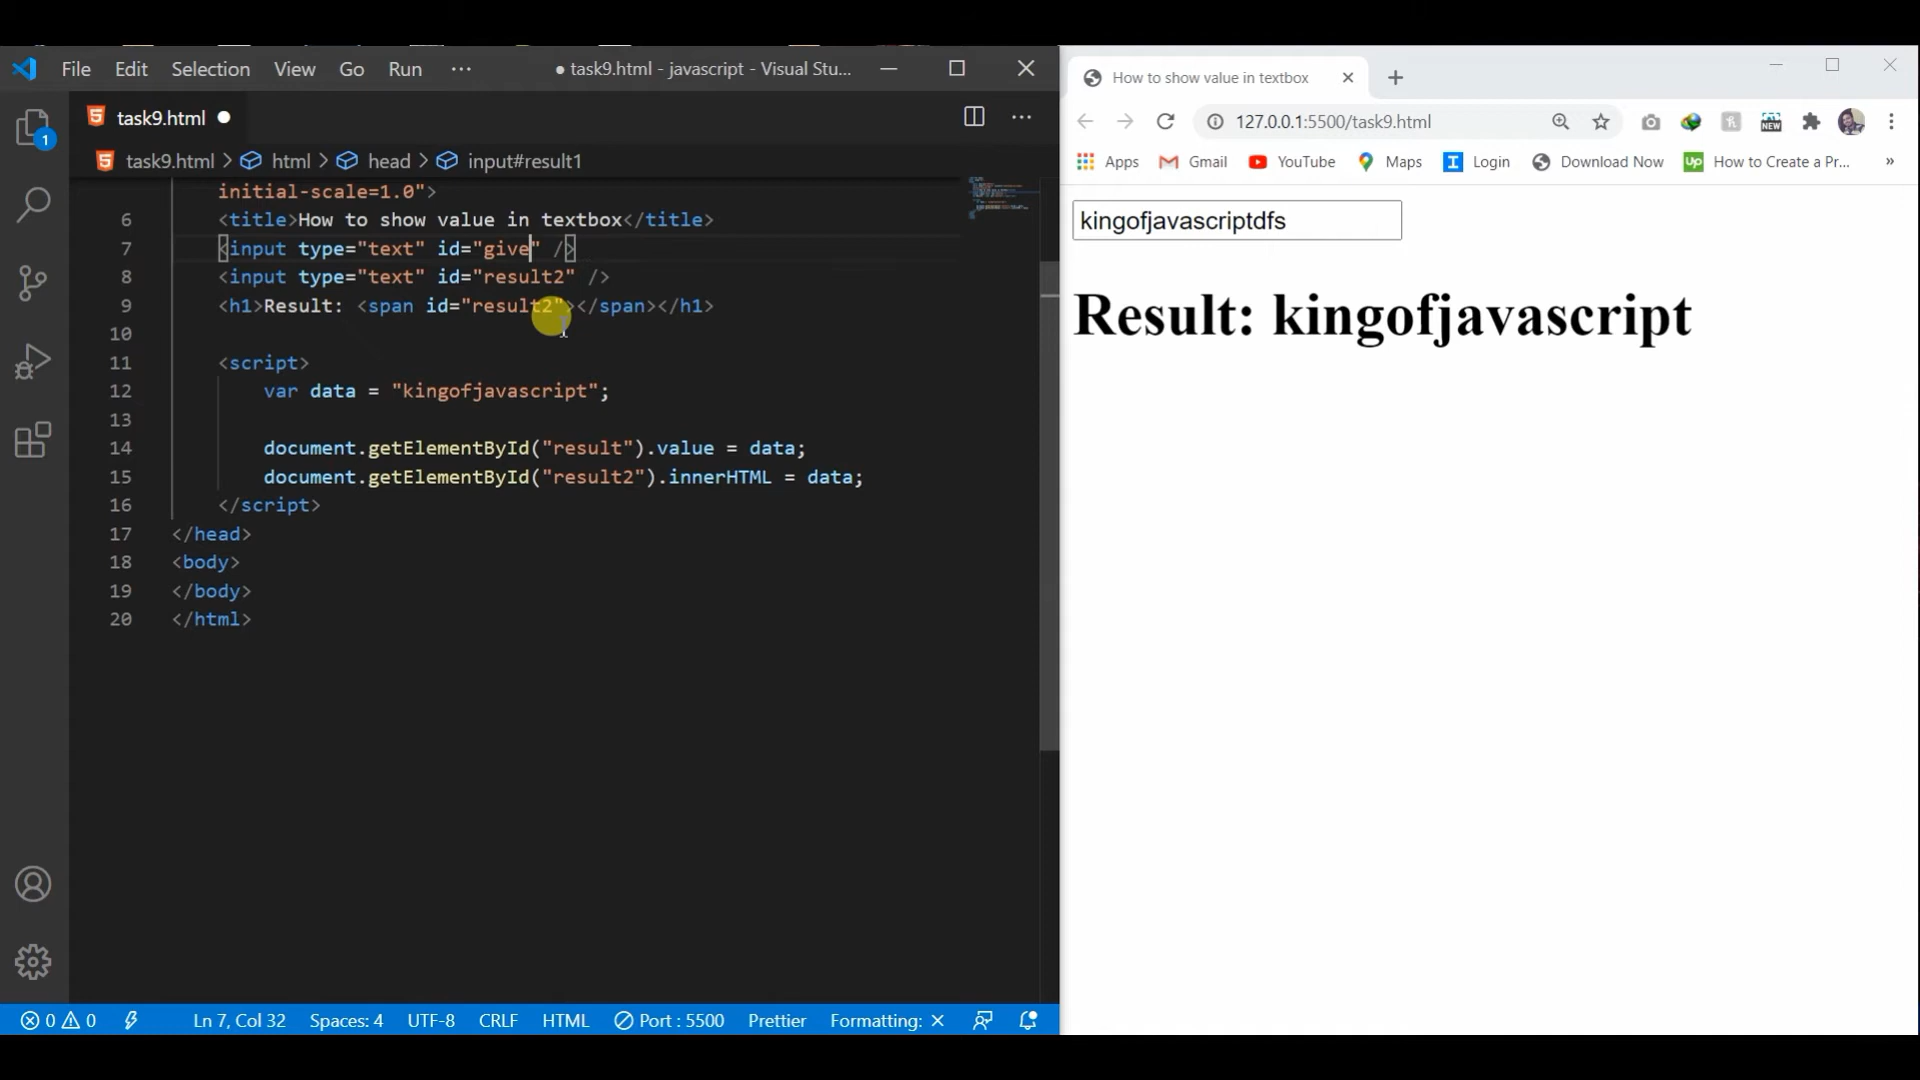 File Edit Selection View Go Run ··· ● task9.html - javascript - Visual Stu...
task9.html ●
1
task9.html > html > head > input#result1
initial-scale=1.0">
6 <title>How to show value in textbox</title>
7 <input type="text" id="give" />
8 <input type="text" id="result2" />
9 <h1>Result: <span id="result2"></span></h1>
10
11 <script>
12 var data = "kingofjavascript";
13
14 document.getElementById("result").value = data;
15 document.getElementById("result2").innerHTML = data;
16 </script>
17 </head>
18 <body>
19 </body>
20 </html>
0 0 Ln 7, Col 32 Spaces: 4 UTF-8 CRLF HTML Port : 5500 Prettier Formatting: ×
How to show value in textbox
127.0.0.1:5500/task9.html
NEW
Apps Gmail YouTube Maps I Login Download Now Up How to Create a Pr... »
kingofjavascriptdfs
Result: kingofjavascript